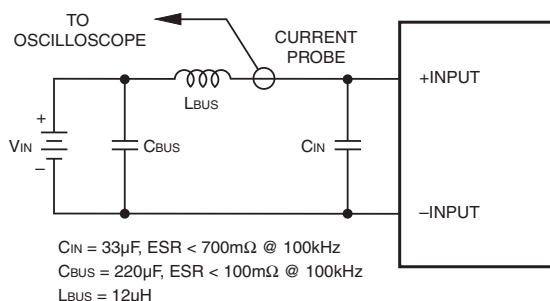 TO
OSCILLOSCOPE
CURRENT
PROBE
+INPUT
LBUS
+
VIN
–
CBUS
CIN
–INPUT
CIN = 33µF, ESR < 700mΩ @ 100kHz
CBUS = 220µF, ESR < 100mΩ @ 100kHz
LBUS = 12µH